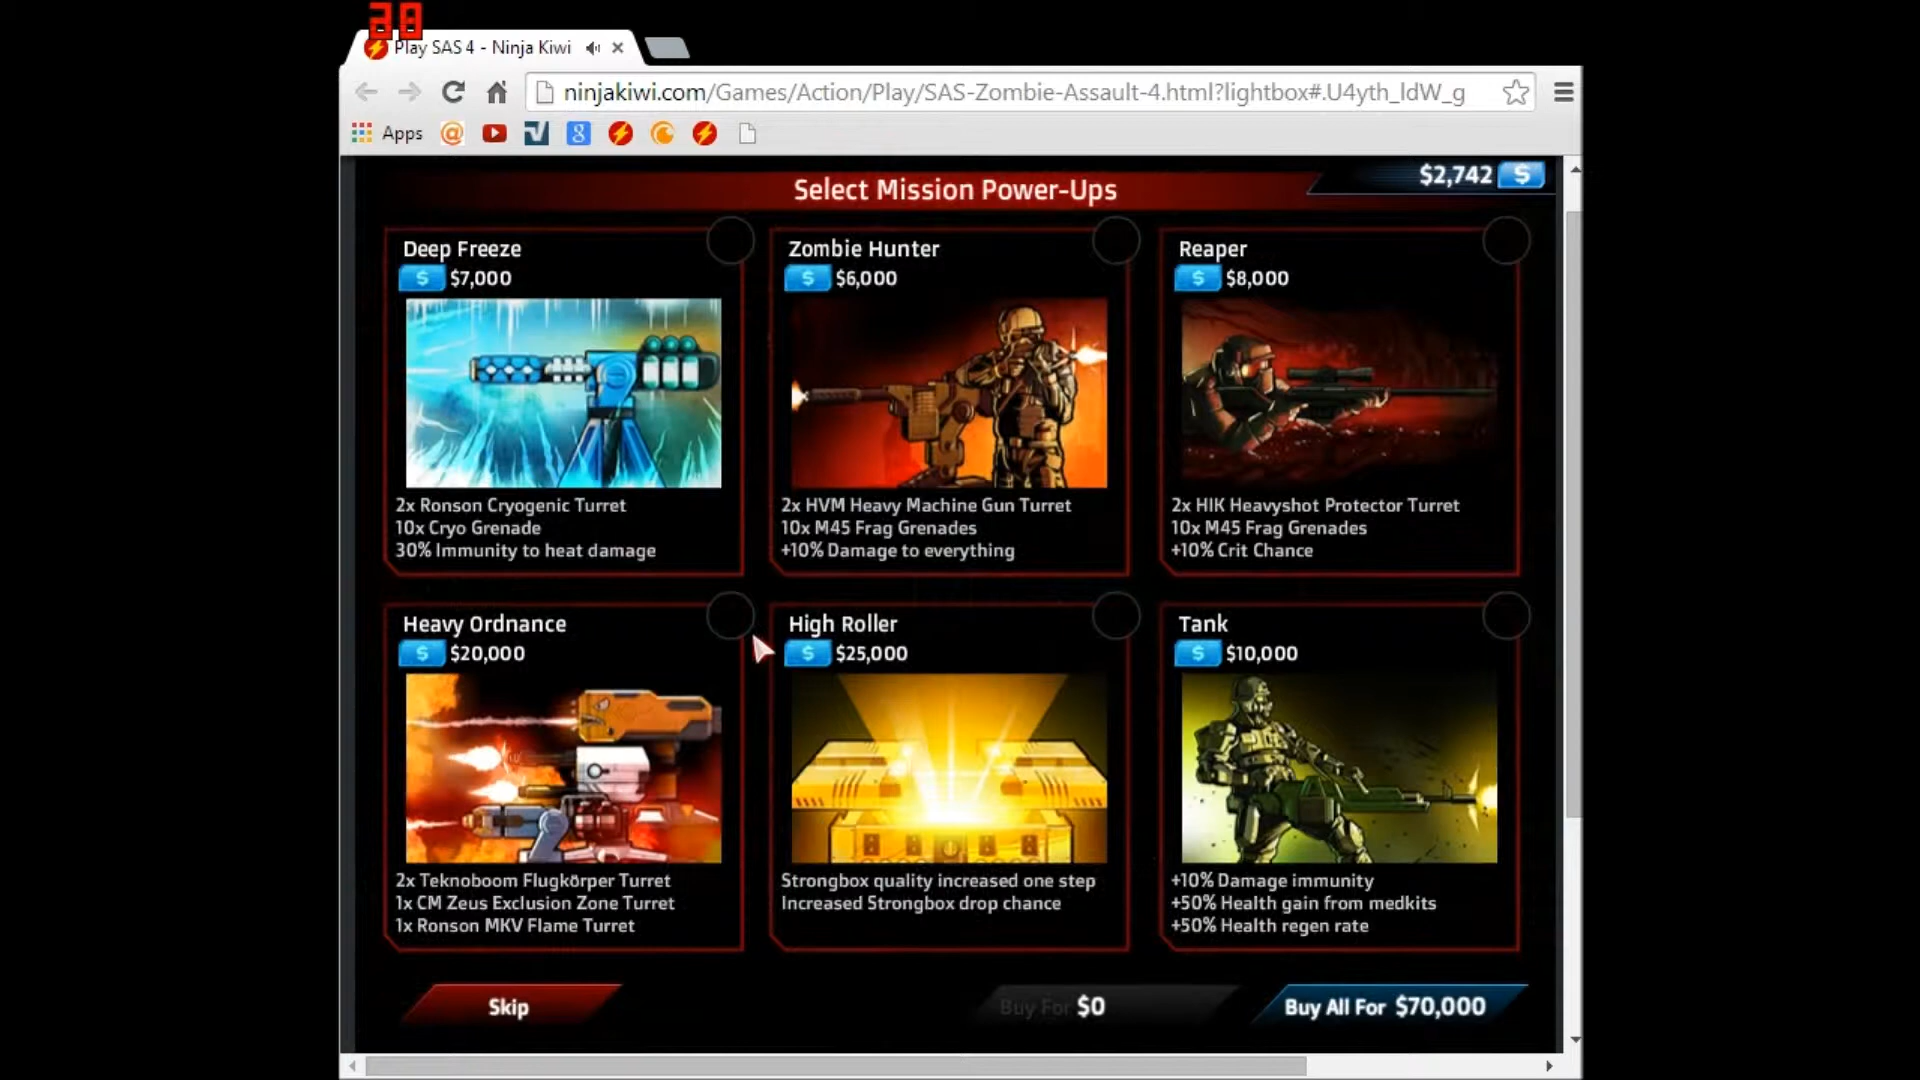 28
Play SAS 4 - Ninja Kiwi
ninjakiwi.com/Games/Action/Play/SAS-Zombie-Assault-4.html?lightbox#.U4yth_ldW_g
Apps
$2,742
Select Mission Power-Ups
Deep Freeze
$7,000
2x Ronson Cryogenic Turret
10x Cryo Grenade
30% Immunity to heat damage
Zombie Hunter
$6,000
2x HVM Heavy Machine Gun Turret
10x M45 Frag Grenades
+10% Damage to everything
Reaper
$8,000
2x HIK Heavyshot Protector Turret
10x M45 Frag Grenades
+10% Crit Chance
Heavy Ordnance
$20,000
2x Teknoboom Flugkörper Turret
1x CM Zeus Exclusion Zone Turret
1x Ronson MKV Flame Turret
High Roller
$25,000
Strongbox quality increased one step
Increased Strongbox drop chance
Tank
$10,000
+10% Damage immunity
+50% Health gain from medkits
+50% Health regen rate
Skip
Buy For $0
Buy All For $70,000